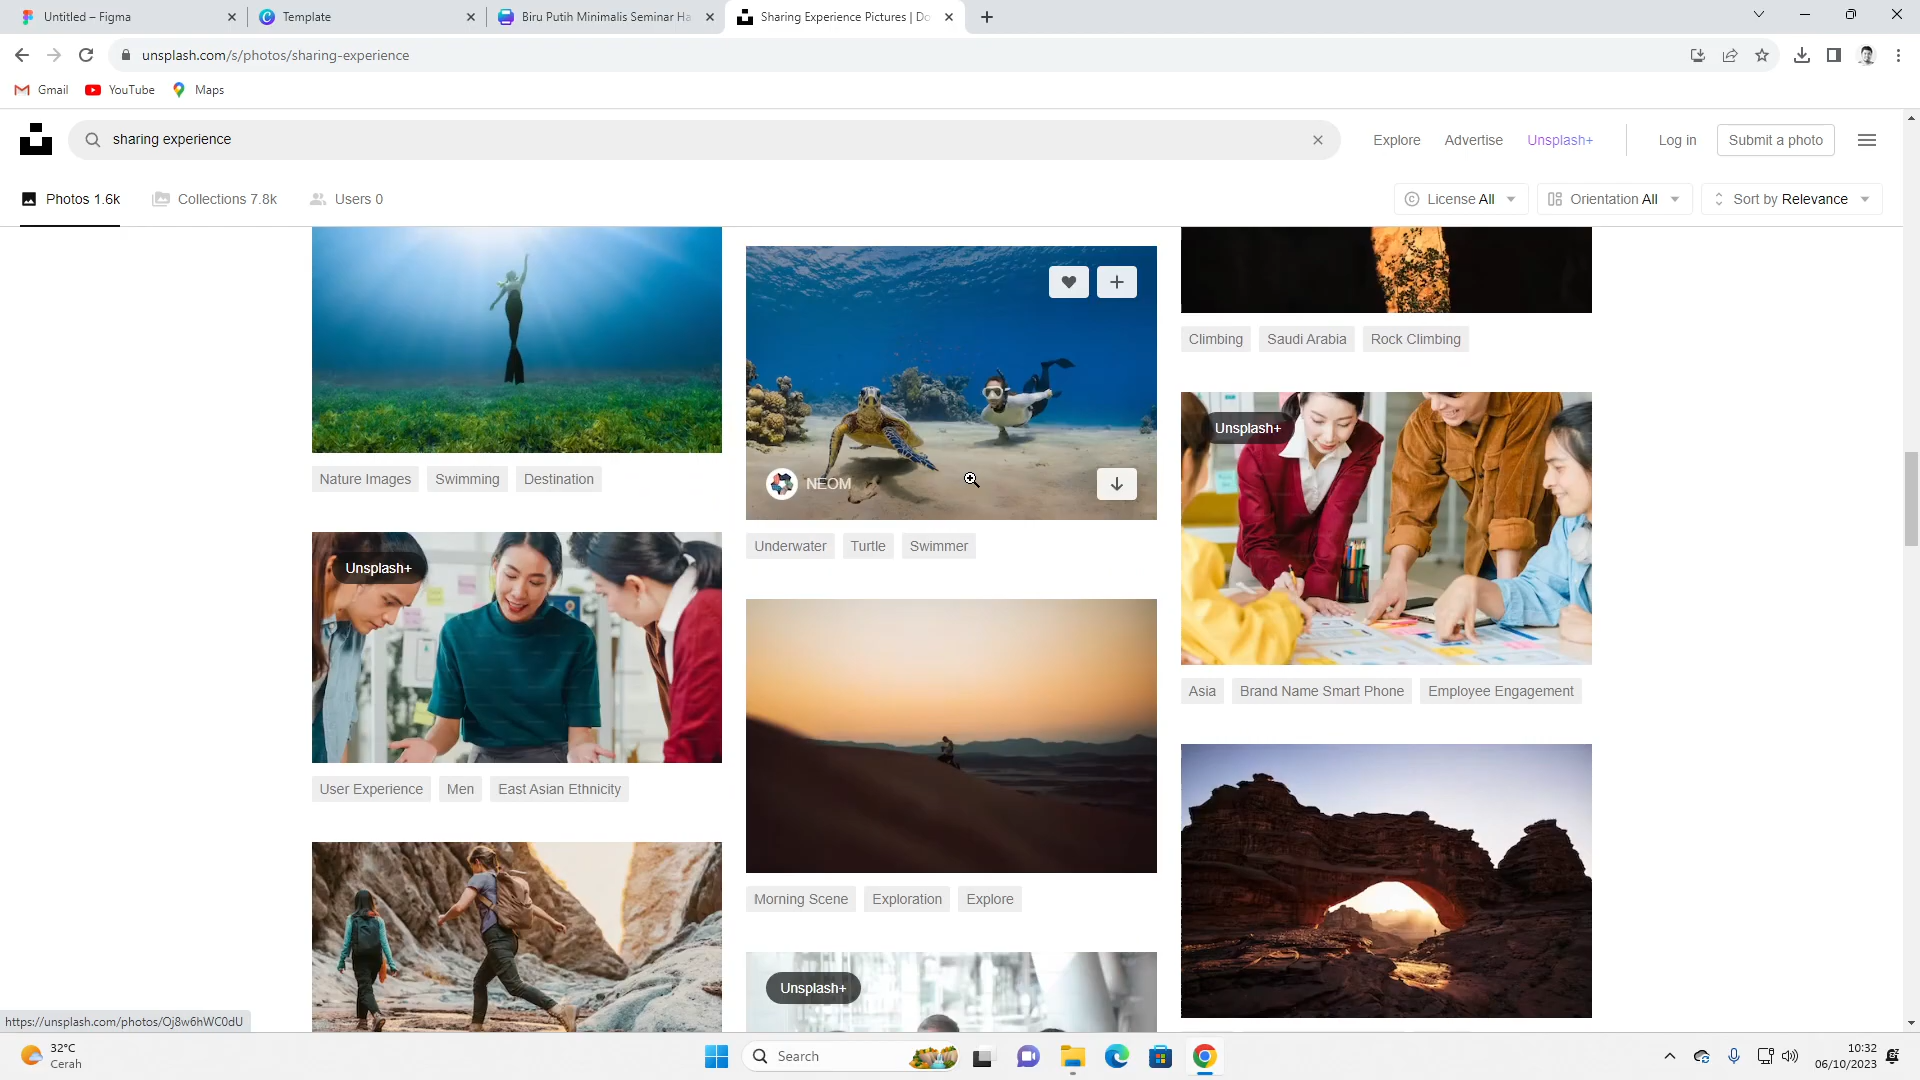 Untitled – Figma
Template
Biru Putih Minimalis Seminar Ha
Sharing Experience Pictures | Do
unsplash.com/s/photos/sharing-experience
Gmail YouTube Maps
sharing experience
Explore Advertise Unsplash+ Log in Submit a photo
Photos 1.6k Collections 7.8k Users 0
License All Orientation All Sort by Relevance
Climbing Saudi Arabia Rock Climbing
Unsplash+
Nature Images Swimming Destination
NEOM
Underwater Turtle Swimmer
Unsplash+
Asia Brand Name Smart Phone Employee Engagement
User Experience Men East Asian Ethnicity
Morning Scene Exploration Explore
Unsplash+
https://unsplash.com/photos/Oj8w6hWC0dU
32°C
Cerah
Search
10:32
06/10/2023